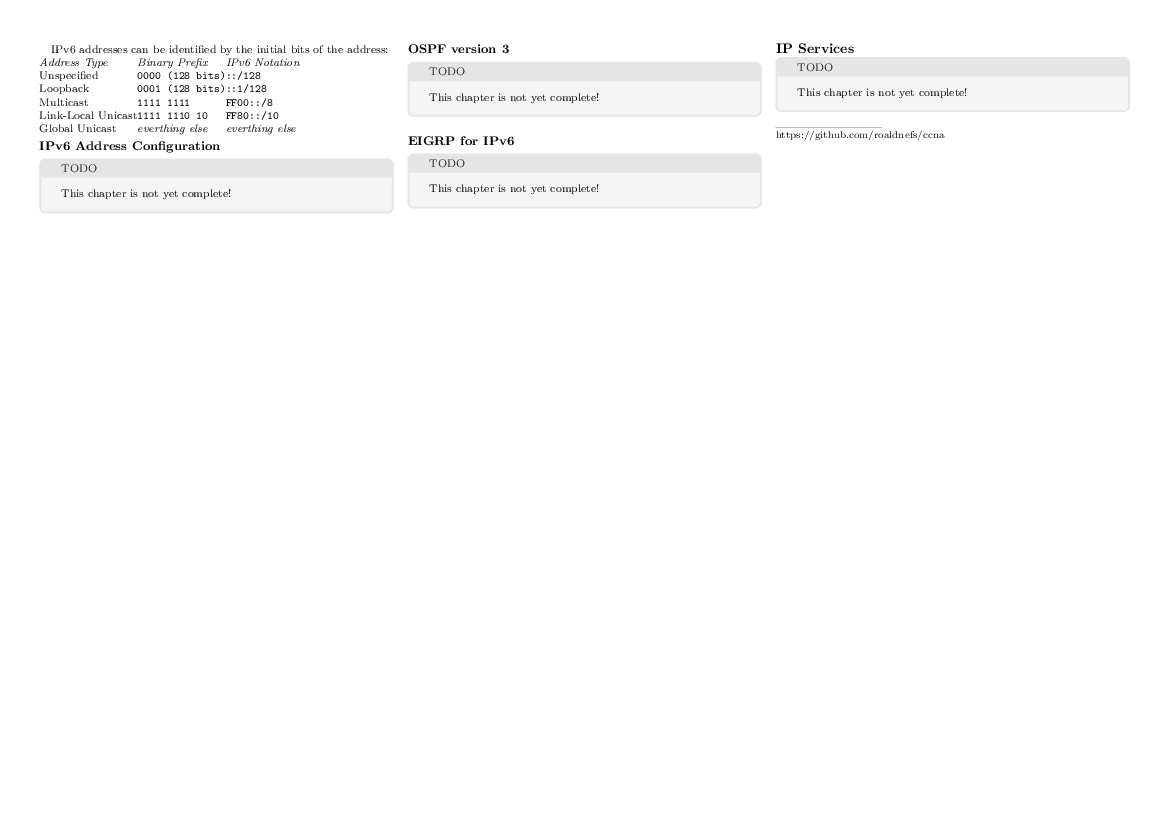 IPv6 addresses can be identified by the initial bits of the address:
Address Type Binary Prefix IPv6 Notation
Unspecified 0000 (128 bits) ::/128
Loopback 0001 (128 bits) ::1/128
Multicast 1111 1111 FF00::/8
Link-Local Unicast 1111 1110 10 FF80::/10
Global Unicast everthing else everthing else
IPv6 Address Configuration
TODO
This chapter is not yet complete!
OSPF version 3
TODO
This chapter is not yet complete!
EIGRP for IPv6
TODO
This chapter is not yet complete!
IP Services
TODO
This chapter is not yet complete!
https://github.com/roaldnefs/ccna